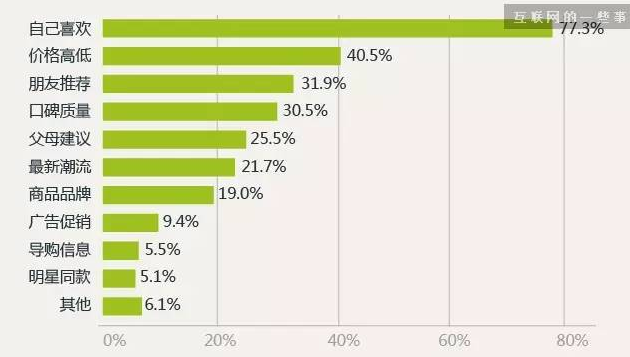 互联网的一些事
自己喜欢 77.3%
价格高低 40.5%
朋友推荐 31.9%
口碑质量 30.5%
父母建议 25.5%
最新潮流 21.7%
商品品牌 19.0%
广告促销 9.4%
导购信息 5.5%
明星同款 5.1%
其他 6.1%
0% 20% 40% 60% 80%